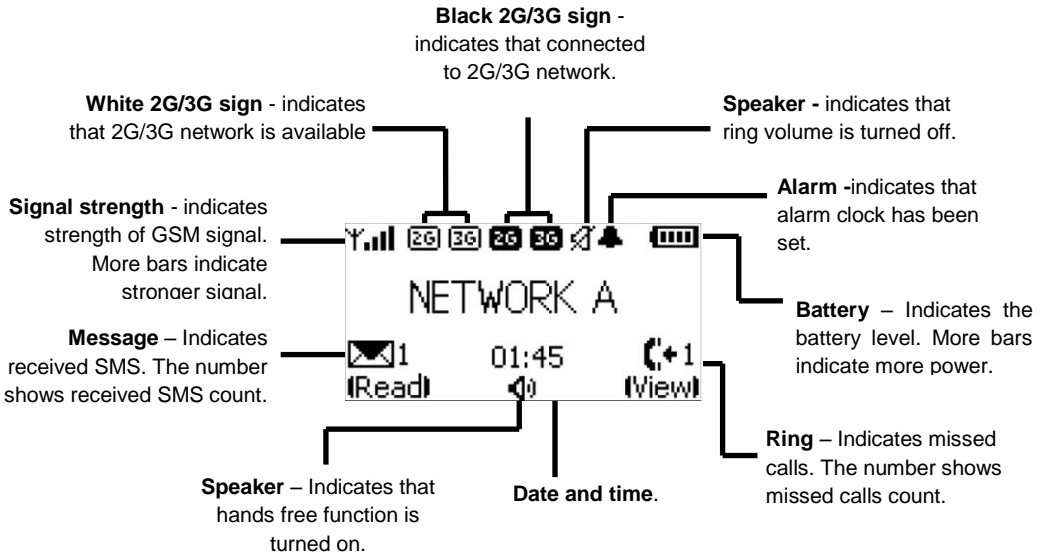 Black 2G/3G sign -
indicates that connected
to 2G/3G network.
White 2G/3G sign - indicates
that 2G/3G network is available
Speaker - indicates that
ring volume is turned off.
Signal strength - indicates
strength of GSM signal.
More bars indicate
stronger signal.
Alarm -indicates that
alarm clock has been
set.
2G 3G 2G 3G
NETWORK A
Battery – Indicates the
battery level. More bars
indicate more power.
Message – Indicates
received SMS. The number
shows received SMS count.
1 01:45 1
(Read) (View)
Ring – Indicates missed
calls. The number shows
missed calls count.
Speaker – Indicates that
hands free function is
turned on.
Date and time.